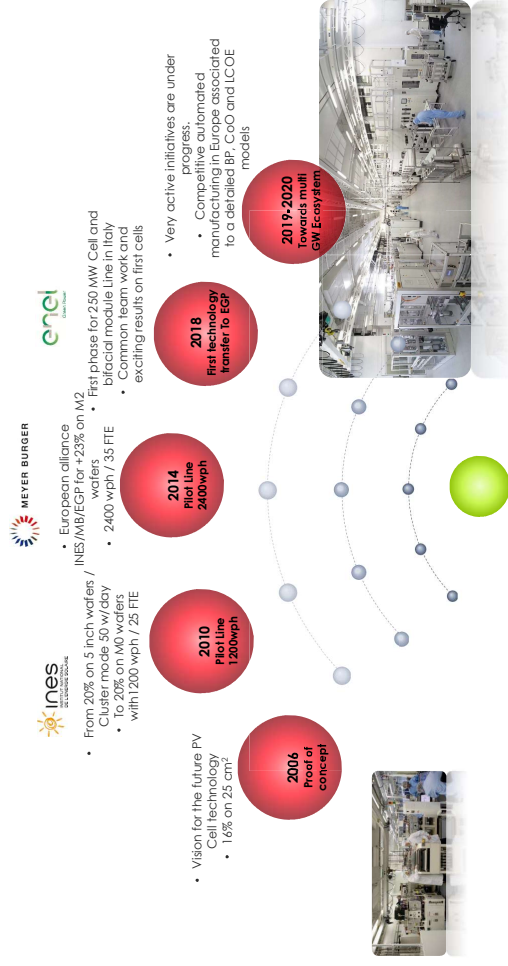 ines
INSTITUT NATIONAL
DE L'ENERGIE SOLAIRE
MEYER BURGER
enel
Green Power
• Vision for the future PV
Cell technology
• 16% on 25 cm²
2006
Proof of
concept
• From 20% on 5 inch wafers /
Cluster mode 50 w/day
• To 20% on M0 wafers
with1200 wph / 25 FTE
2010
Pilot Line
1200wph
• European alliance
INES/MB/EGP for +23% on M2
wafers
• 2400 wph / 35 FTE
2014
Pilot Line
2400wph
• First phase for 250 MW Cell and
bifacial module Line in Italy
• Common team work and
exciting results on first cells
2018
First technology
transfer To EGP
• Very active initiatives are under
progress.
• Competitive automated
manufacturing in Europe associated
to a detailed BP, CoO and LCOE
models
2019-2020
Towards multi
GW Ecosystem